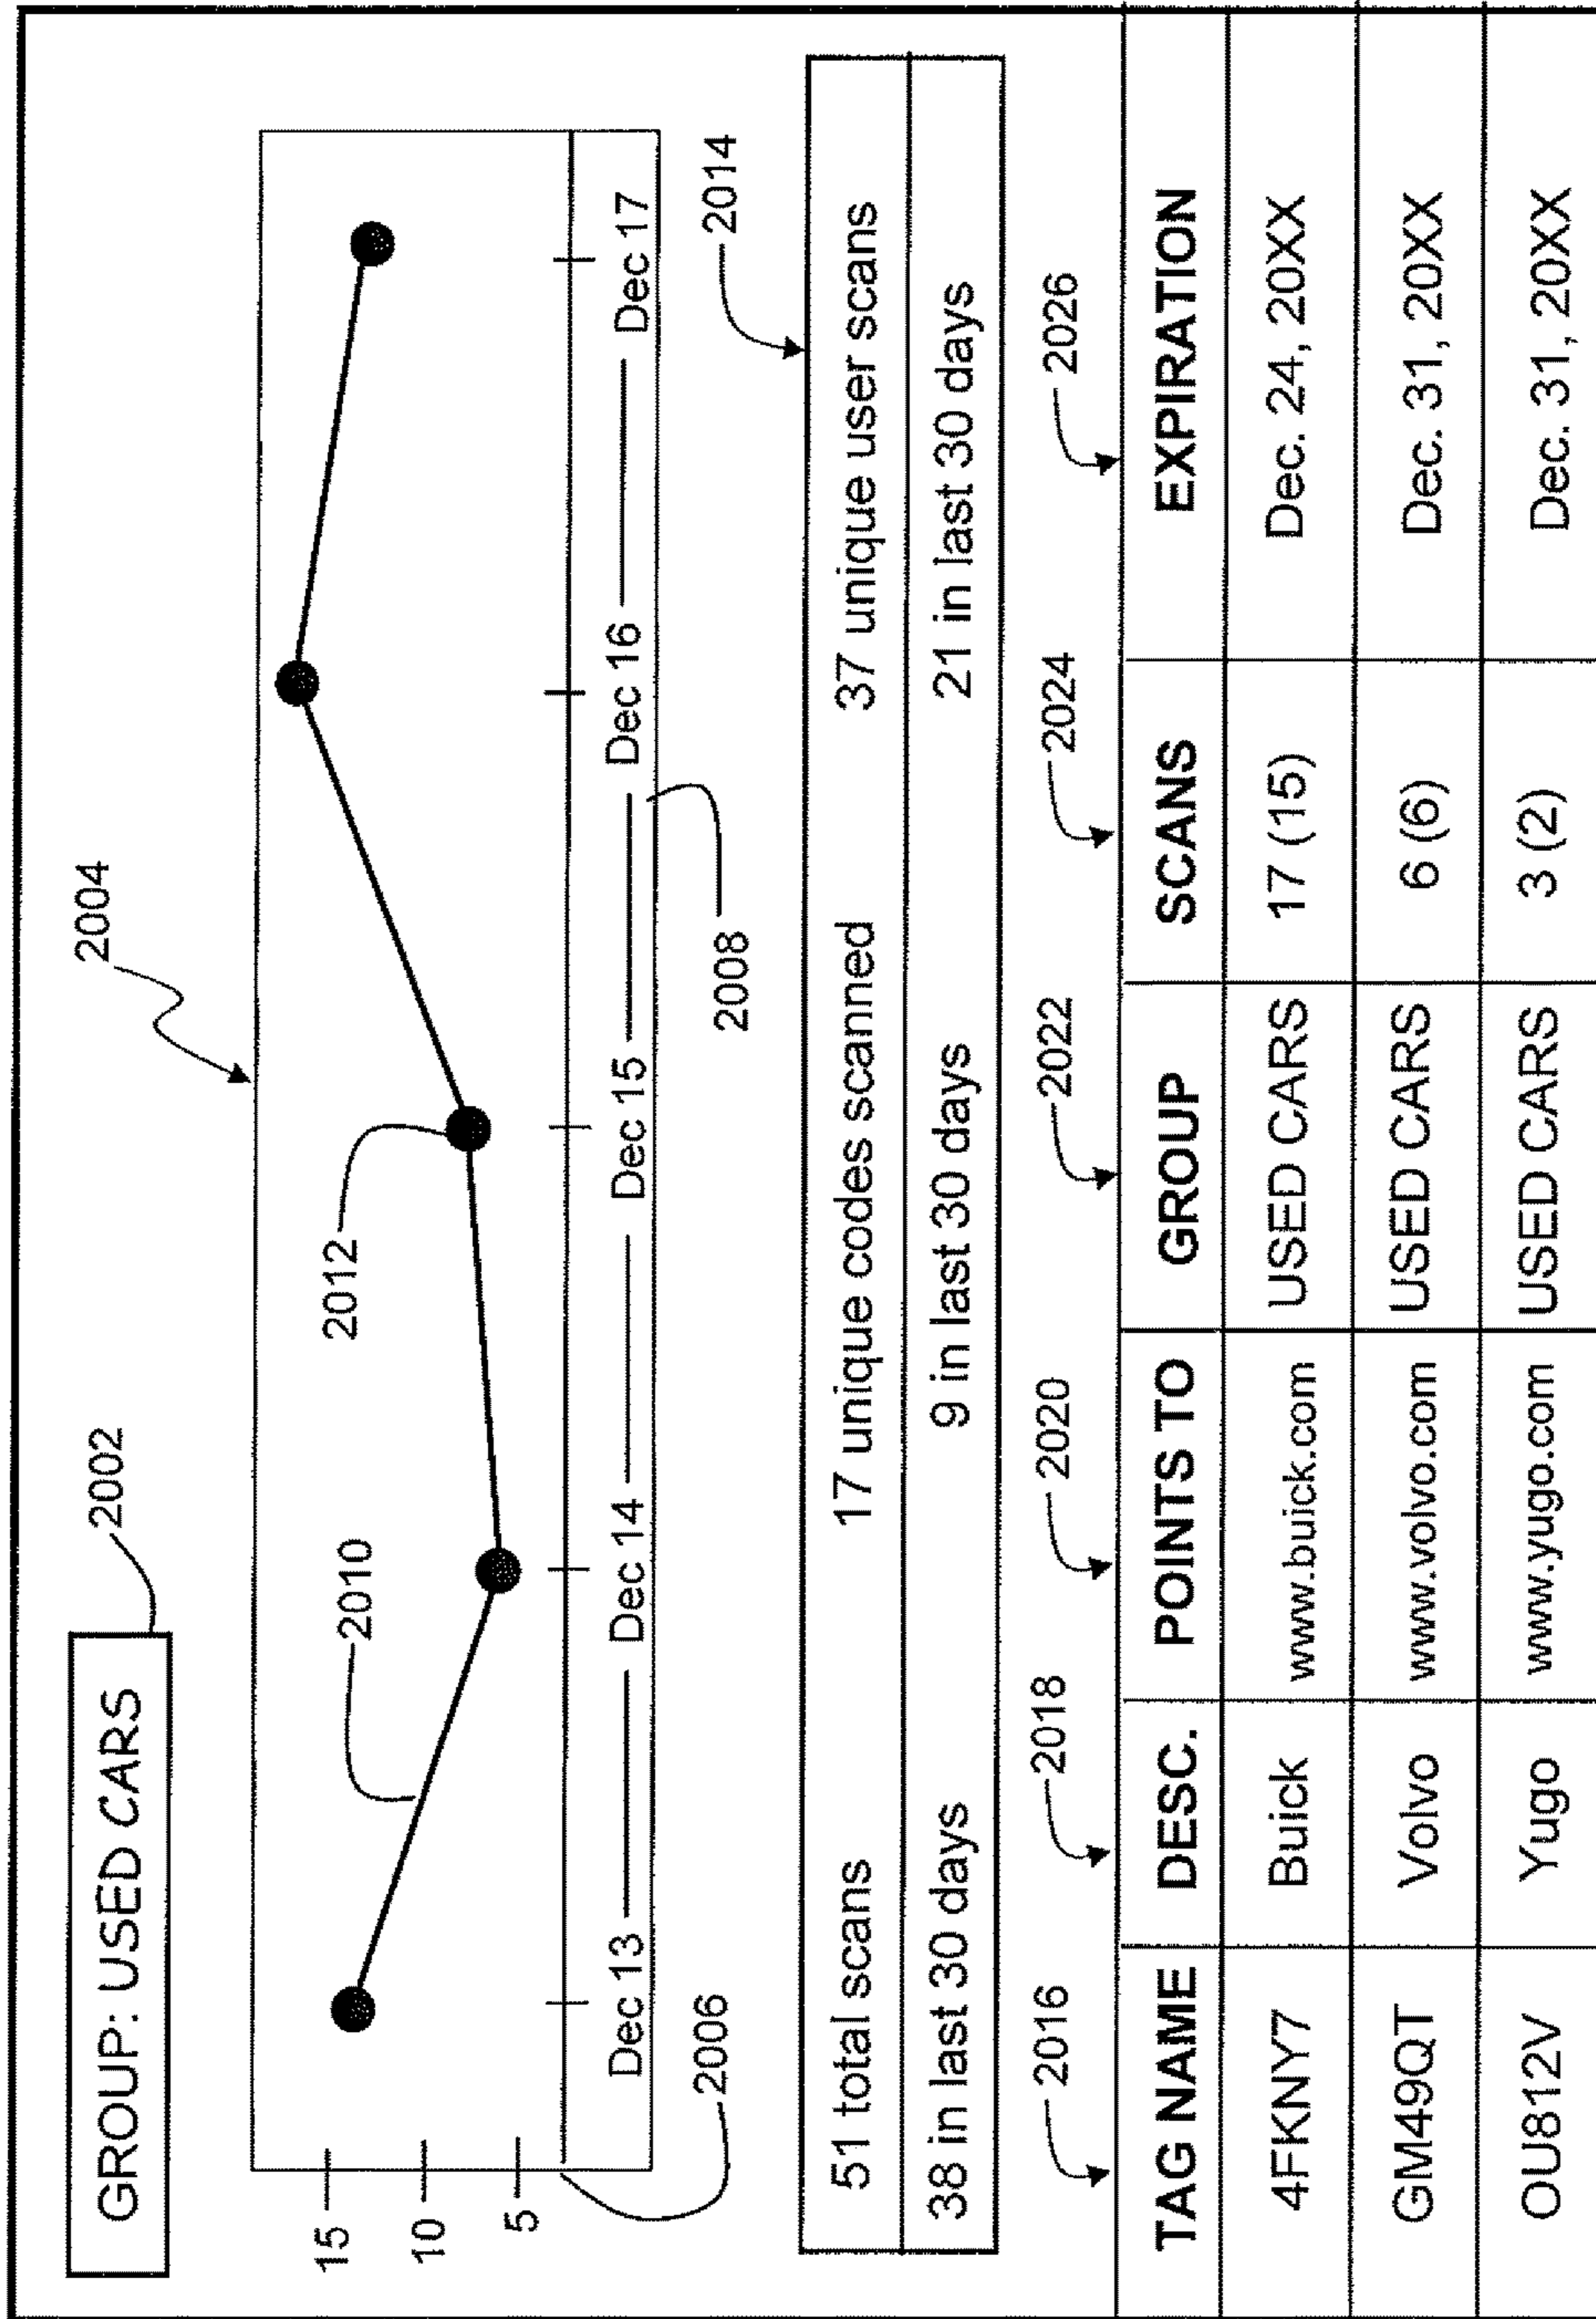 GROUP: USED CARS
2002
2004
15
10
5
2010
2012
Dec 13 Dec 14 Dec 15 Dec 16 Dec 17
2006
2008
2014
51 total scans 17 unique codes scanned 37 unique user scans
38 in last 30 days 9 in last 30 days 21 in last 30 days
2016 2018 2020 2022 2024 2026
TAG NAME DESC. POINTS TO GROUP SCANS EXPIRATION
4FKNY7 Buick www.buick.com USED CARS 17 (15) Dec. 24, 20XX
GM49QT Volvo www.volvo.com USED CARS 6 (6) Dec. 31, 20XX
OU812V Yugo www.yugo.com USED CARS 3 (2) Dec. 31, 20XX